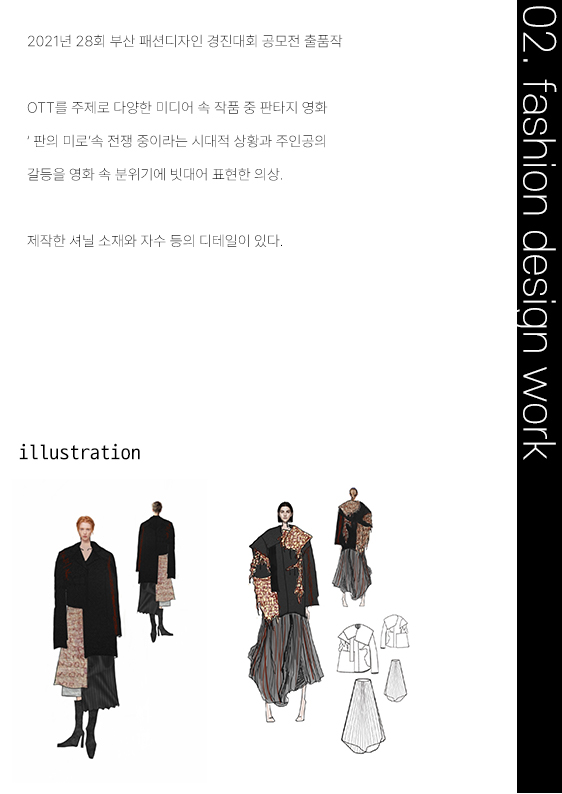 2021년 28회 부산 패션디자인 경진대회 공모전 출품작
OTT를 주제로 다양한 미디어 속 작품 중 판타지 영화
‘ 판의 미로‘속 전쟁 중이라는 시대적 상황과 주인공의
갈등을 영화 속 분위기에 빗대어 표현한 의상.
제작한 셔닐 소재와 자수 등의 디테일이 있다.
02. fashion design work
illustration